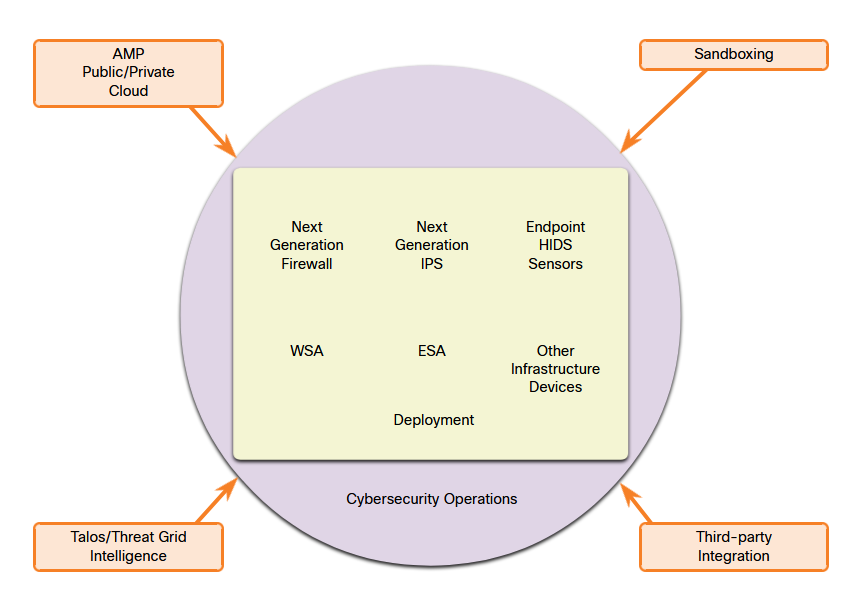 AMP
Public/Private
Cloud
Sandboxing
Next
Generation
Firewall
Next
Generation
IPS
Endpoint
HIDS
Sensors
WSA
ESA
Other
Infrastructure
Devices
Deployment
Cybersecurity Operations
Talos/Threat Grid
Intelligence
Third-party
Integration